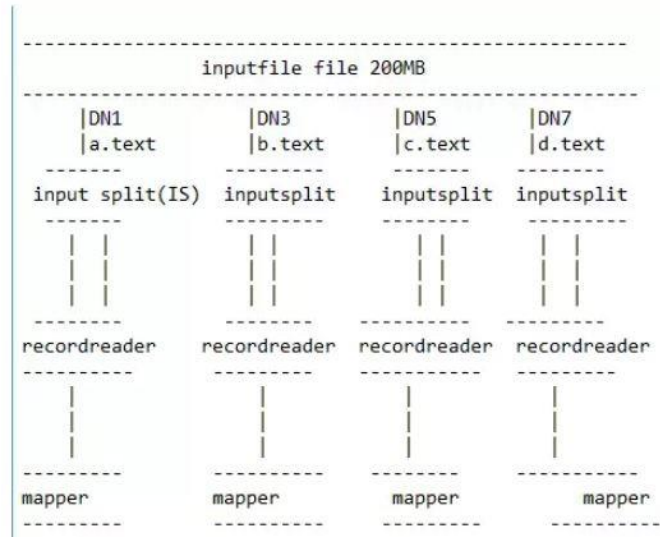 inputfile file 200MB
|DN1 |DN3 |DN5 |DN7
|a.text |b.text |c.text |d.text
input split(IS) inputsplit inputsplit inputsplit
recordreader recordreader recordreader recordreader
mapper mapper mapper mapper